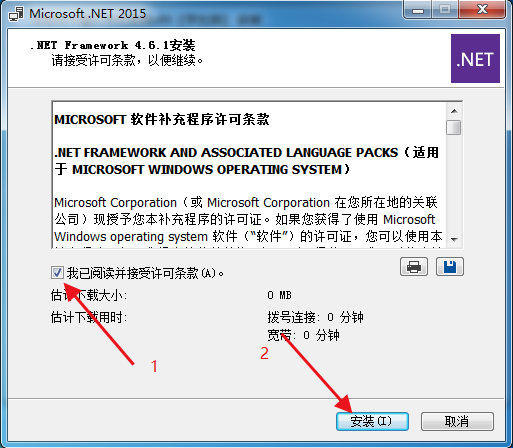 Microsoft .NET 2015
.NET Framework 4.6.1安装
请接受许可条款，以便继续。
.NET
MICROSOFT 软件补充程序许可条款
.NET FRAMEWORK AND ASSOCIATED LANGUAGE PACKS（适用
于 MICROSOFT WINDOWS OPERATING SYSTEM）
Microsoft Corporation（或 Microsoft Corporation 在您所在地的关联
公司）现授予您本补充程序的许可证。如果您获得了使用 Microsoft
Windows operating system 软件（“软件”）的许可证，您可以使用本
我已阅读并接受许可条款(A)。
估计下载大小: 0 MB
估计下载用时: 拨号连接: 0 分钟
宽带: 0 分钟
1
2
安装(I)
取消